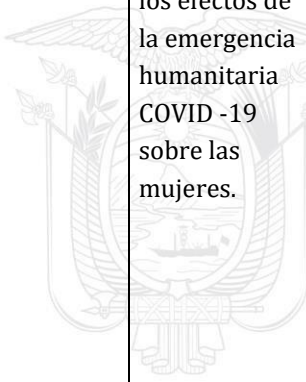 los efectos de
la emergencia
humanitaria
COVID -19
sobre las
mujeres.